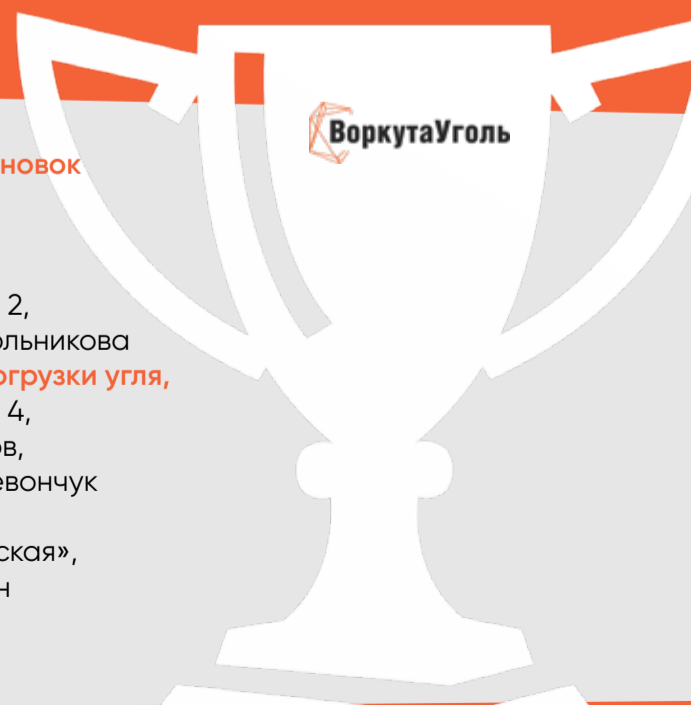 ВоркутаУголь
новок
2,
ольникова
огрузки угля,
4,
ов,
евончук
ская»,
н